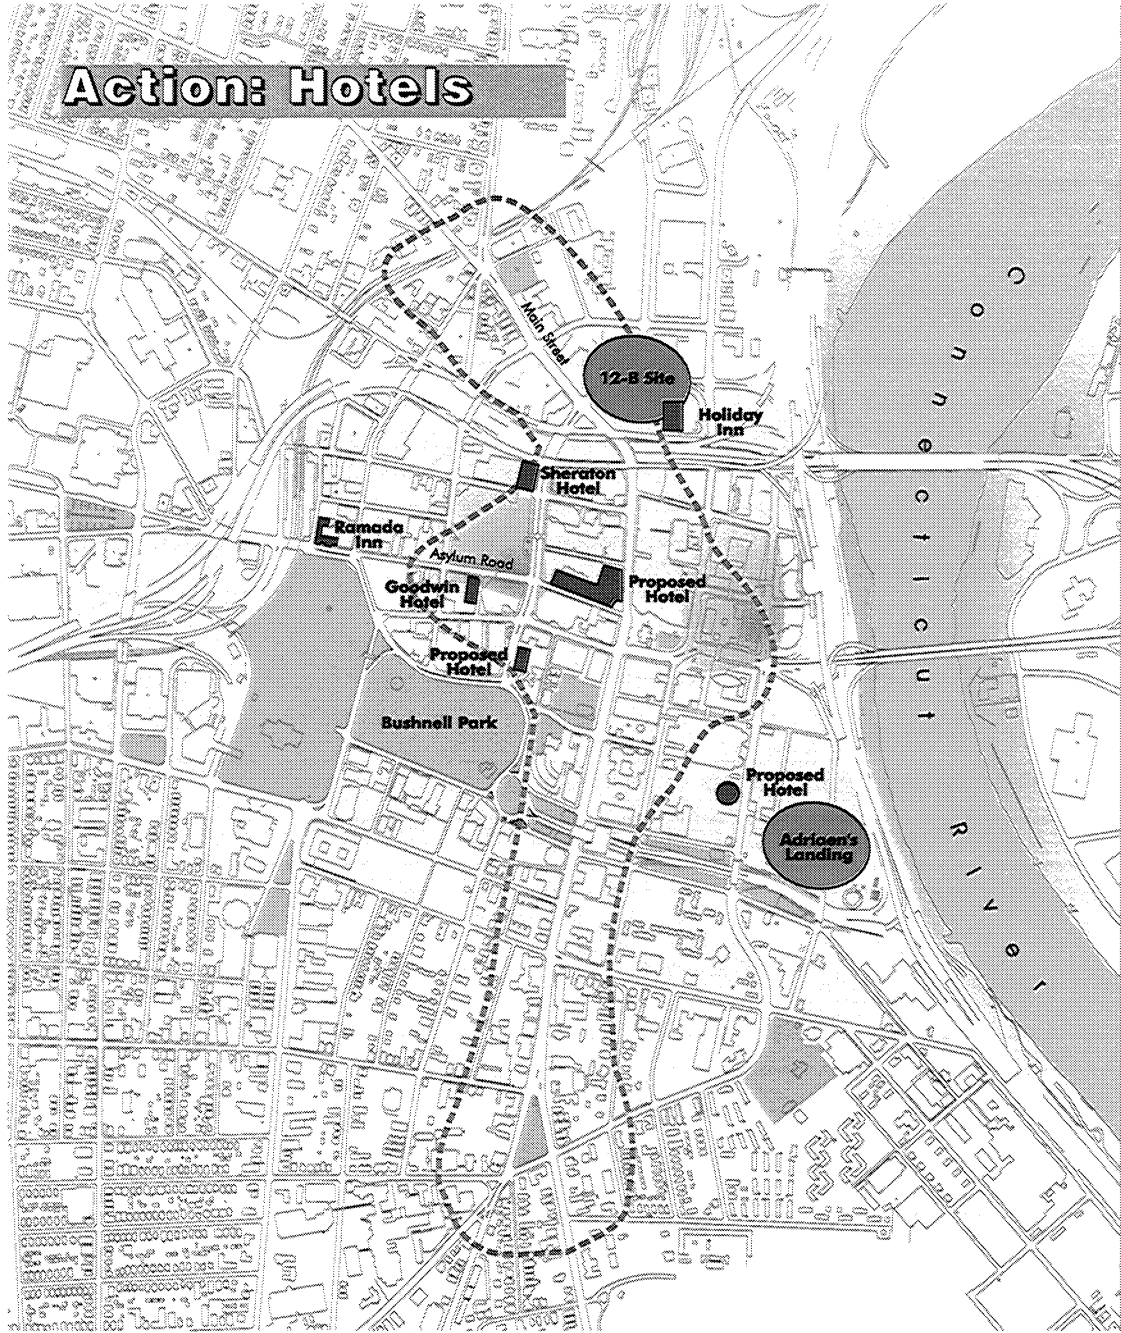 Action: Hotels
Main Street
12-B Site
Holiday
Inn
Sheraton
Hotel
Ramada
Inn
Asylum Road
Goodwin
Hotel
Proposed
Hotel
Proposed
Hotel
Bushnell Park
Proposed
Hotel
Adriaen's
Landing
Connecticut River